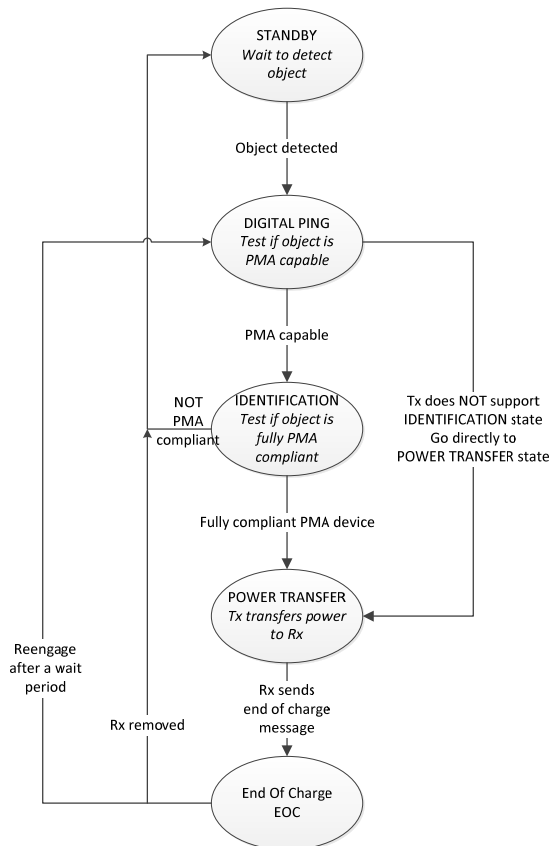 STANDBY
Wait to detect
object
Object detected
DIGITAL PING
Test if object is
PMA capable
PMA capable
NOT
PMA
compliant
IDENTIFICATION
Test if object is
fully PMA
compliant
Tx does NOT support
IDENTIFICATION state
Go directly to
POWER TRANSFER state
Fully compliant PMA device
POWER TRANSFER
Tx transfers power
to Rx
Reengage
after a wait
period
Rx removed
Rx sends
end of charge
message
End Of Charge
EOC